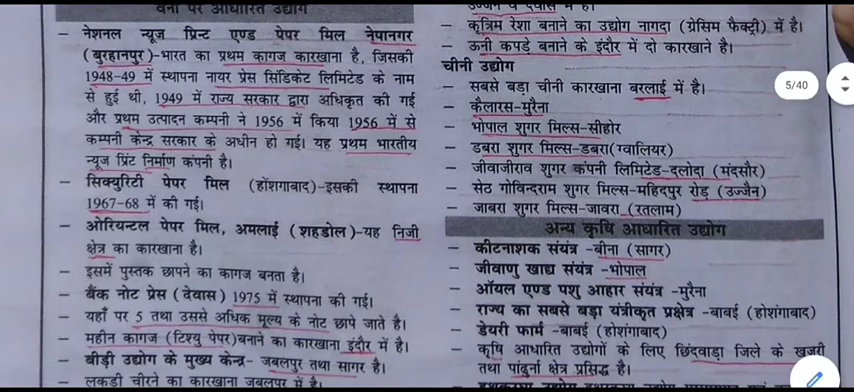 वनों पर आधारित उद्योग
– नेशनल न्यूज प्रिन्ट एण्ड पेपर मिल नेपानगर
(बुरहानपुर)-भारत का प्रथम कागज कारखाना है, जिसकी
1948-49 में स्थापना नायर प्रेस सिंडिकेट लिमिटेड के नाम
से हुई थी, 1949 में राज्य सरकार द्वारा अधिकृत की गई
और प्रथम उत्पादन कम्पनी ने 1956 में किया 1956 में से
कम्पनी केन्द्र सरकार के अधीन हो गई। यह प्रथम भारतीय
न्यूज प्रिंट निर्माण कंपनी है।
– सिक्युरिटी पेपर मिल (होंशगाबाद)-इसकी स्थापना
1967-68 में की गई।
– ओरियन्टल पेपर मिल, अमलाई (शहडोल)-यह निजी
क्षेत्र का कारखाना है।
– इसमें पुस्तक छापने का कागज बनता है।
– बैंक नोट प्रेस (देवास) 1975 में स्थापना की गई।
– यहाँ पर 5 तथा उससे अधिक मूल्य के नोट छापे जाते है।
– महीन कागज (टिश्यु पेपर)बनाने का कारखाना इंदौर में है।
– बीड़ी उद्योग के मुख्य केन्द्र- जबलपुर तथा सागर है।
– लकड़ी चीरने का कारखाना जबलपुर में है।
उज्जैन व देवास में है।
– कृत्रिम रेशा बनाने का उद्योग नागदा (ग्रेसिम फैक्ट्री) में है।
– ऊनी कपड़े बनाने के इंदौर में दो कारखाने है।
चीनी उद्योग
– सबसे बड़ा चीनी कारखाना बरलाई में है।
– कैलारस-मुरैना
– भोपाल शुगर मिल्स-सीहोर
– डबरा शुगर मिल्स-डबरा(ग्वालियर)
– जीवाजीराव शुगर कंपनी लिमिटेड-दलोदा (मंदसौर)
– सेठ गोविन्दराम शुगर मिल्स-महिदपुर रोड़ (उज्जैन)
– जाबरा शुगर मिल्स-जावरा (रतलाम)
अन्य कृषि आधारित उद्योग
– कीटनाशक संयंत्र -बीना (सागर)
– जीवाणु खाद्य संयंत्र -भोपाल
– ऑयल एण्ड पशु आहार संयंत्र -मुरैना
– राज्य का सबसे बड़ा यंत्रीकृत प्रक्षेत्र -बाबई (होशंगाबाद)
– डेयरी फार्म -बाबई (होशंगाबाद)
– कृषि आधारित उद्योगों के लिए छिंदवाड़ा जिले के खजरी
तथा पांढुर्ना क्षेत्र प्रसिद्ध है।
5/40